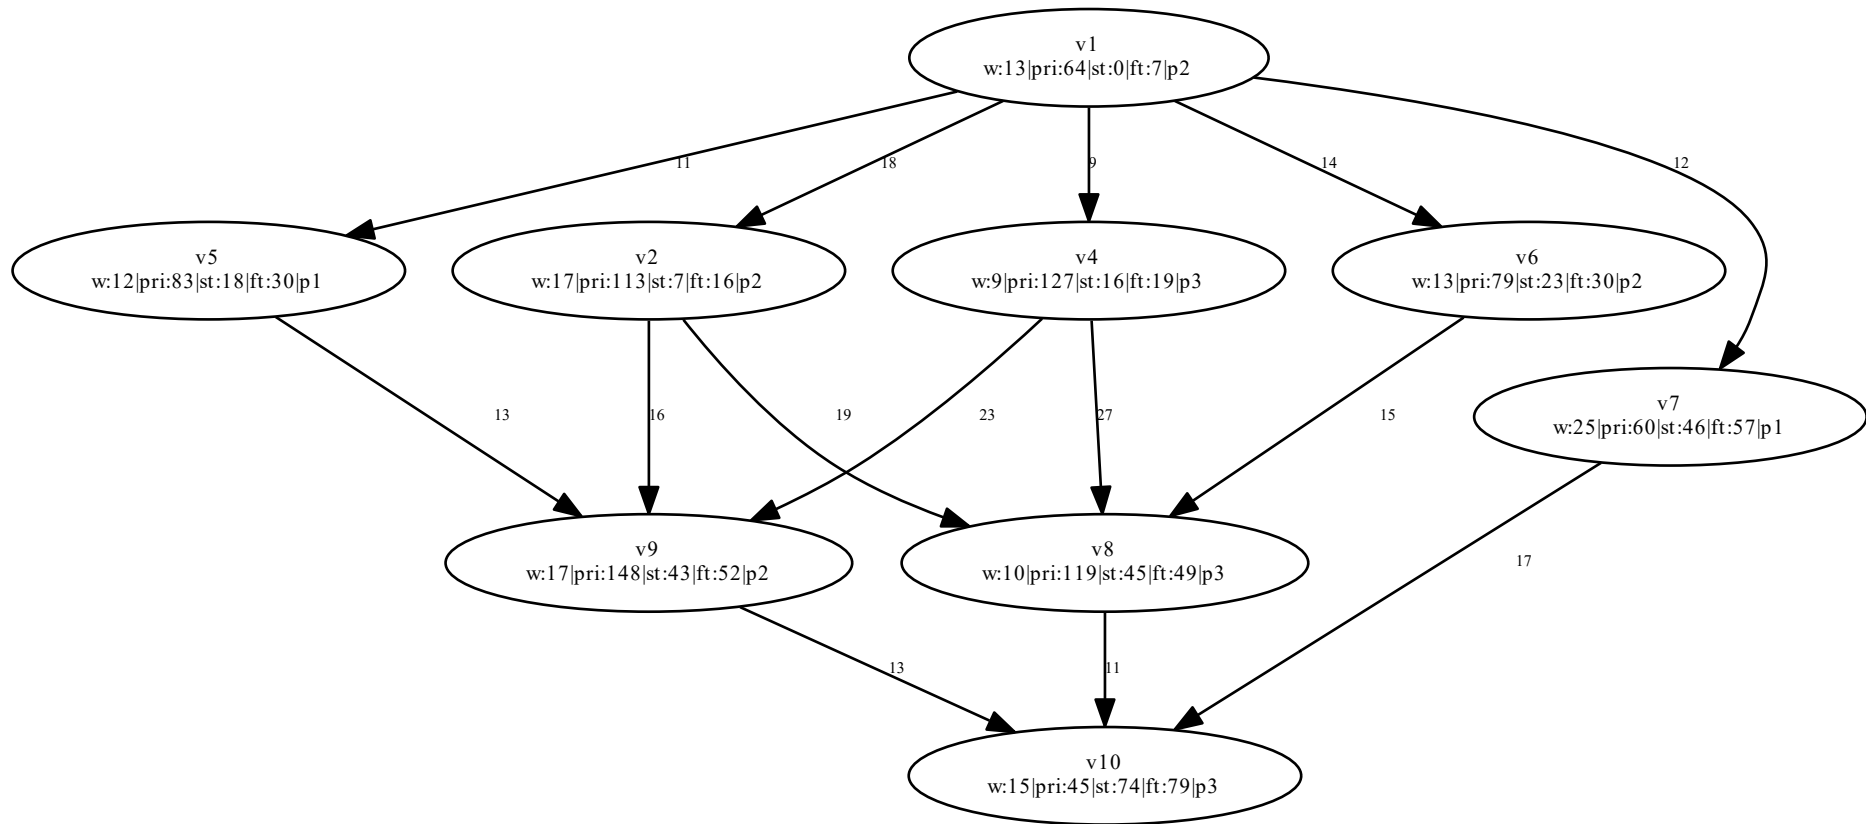 v1
w:13|pri:64|st:0|ft:7|p2
11
18
9
14
12
v5
w:12|pri:83|st:18|ft:30|p1
v2
w:17|pri:113|st:7|ft:16|p2
v4
w:9|pri:127|st:16|ft:19|p3
v6
w:13|pri:79|st:23|ft:30|p2
v7
w:25|pri:60|st:46|ft:57|p1
13
16
19
23
27
15
v9
w:17|pri:148|st:43|ft:52|p2
v8
w:10|pri:119|st:45|ft:49|p3
17
13
11
v10
w:15|pri:45|st:74|ft:79|p3